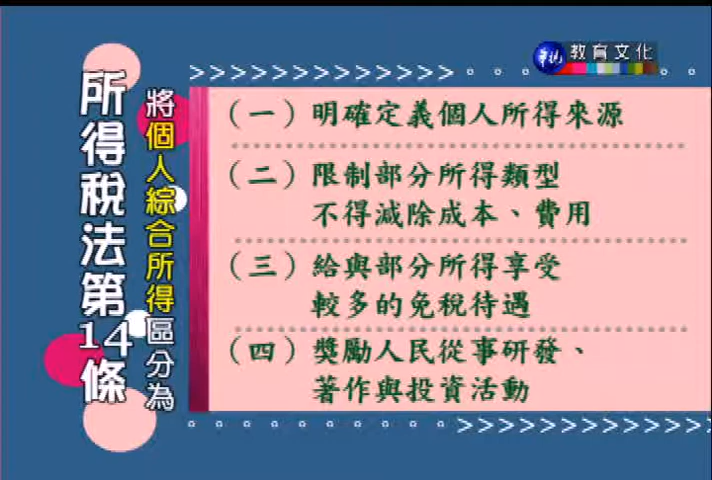 華視 教育文化
所得稅法第14條
將個人綜合所得區分為
（一）明確定義個人所得來源
（二）限制部分所得類型
不得減除成本、費用
（三）給與部分所得享受
較多的免稅待遇
（四）獎勵人民從事研發、
著作與投資活動